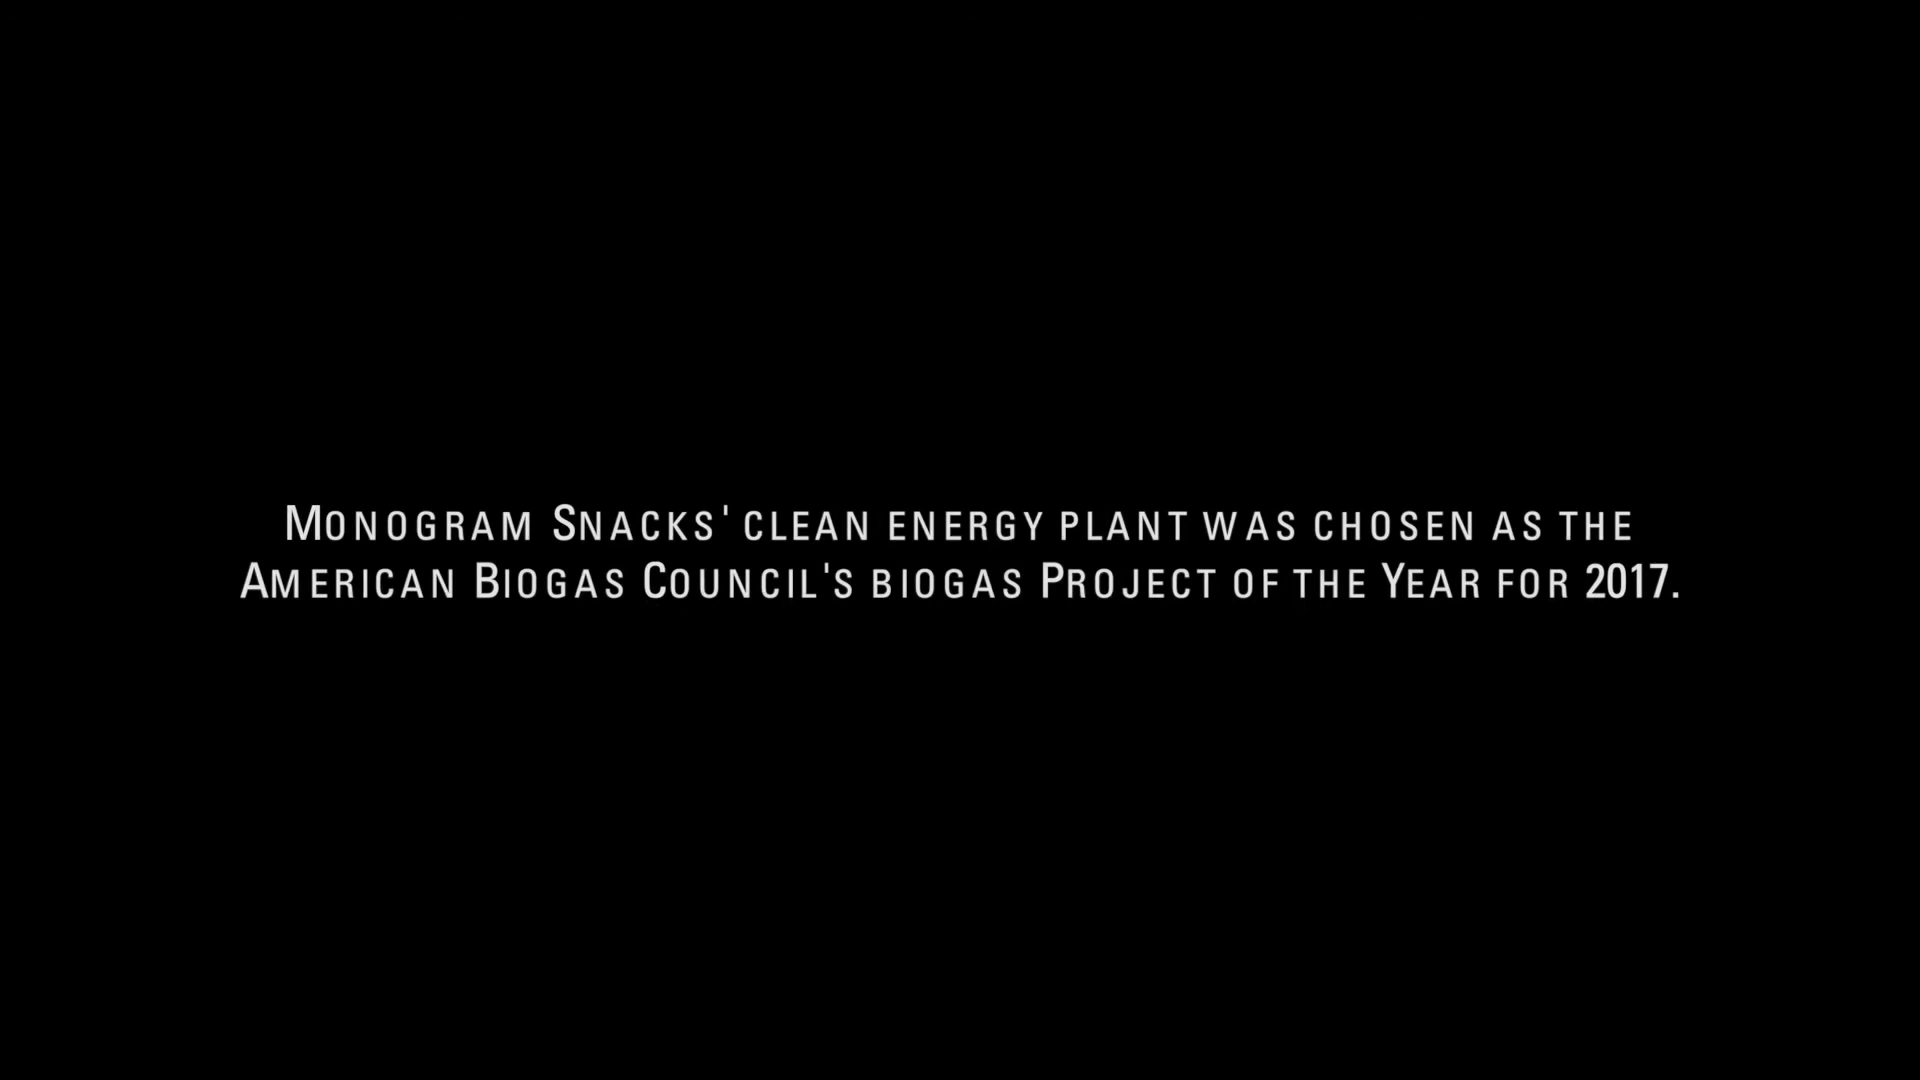 Monogram Snacks' clean energy plant was chosen as the
American Biogas Council's biogas Project of the Year for 2017.